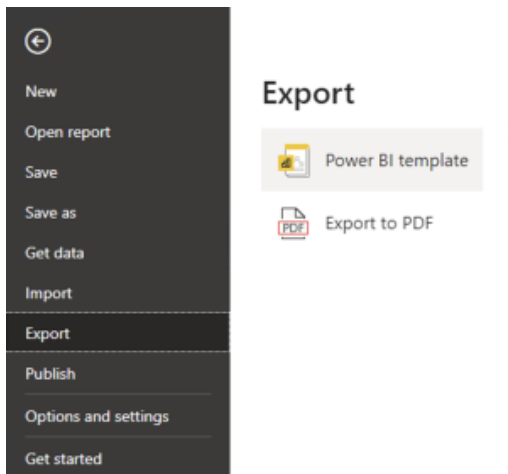 New
Open report
Save
Save as
Get data
Import
Export
Publish
Options and settings
Get started
Export
Power BI template
PDF
Export to PDF